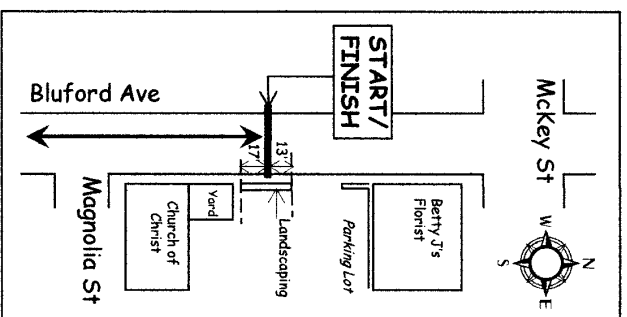 START/
FINISH
Bluford Ave
McKey St
17'
13'
Magnolia St
Church of
Christ
Yard
Landscaping
Parking Lot
Betty J's
Florist
W
N
S
E